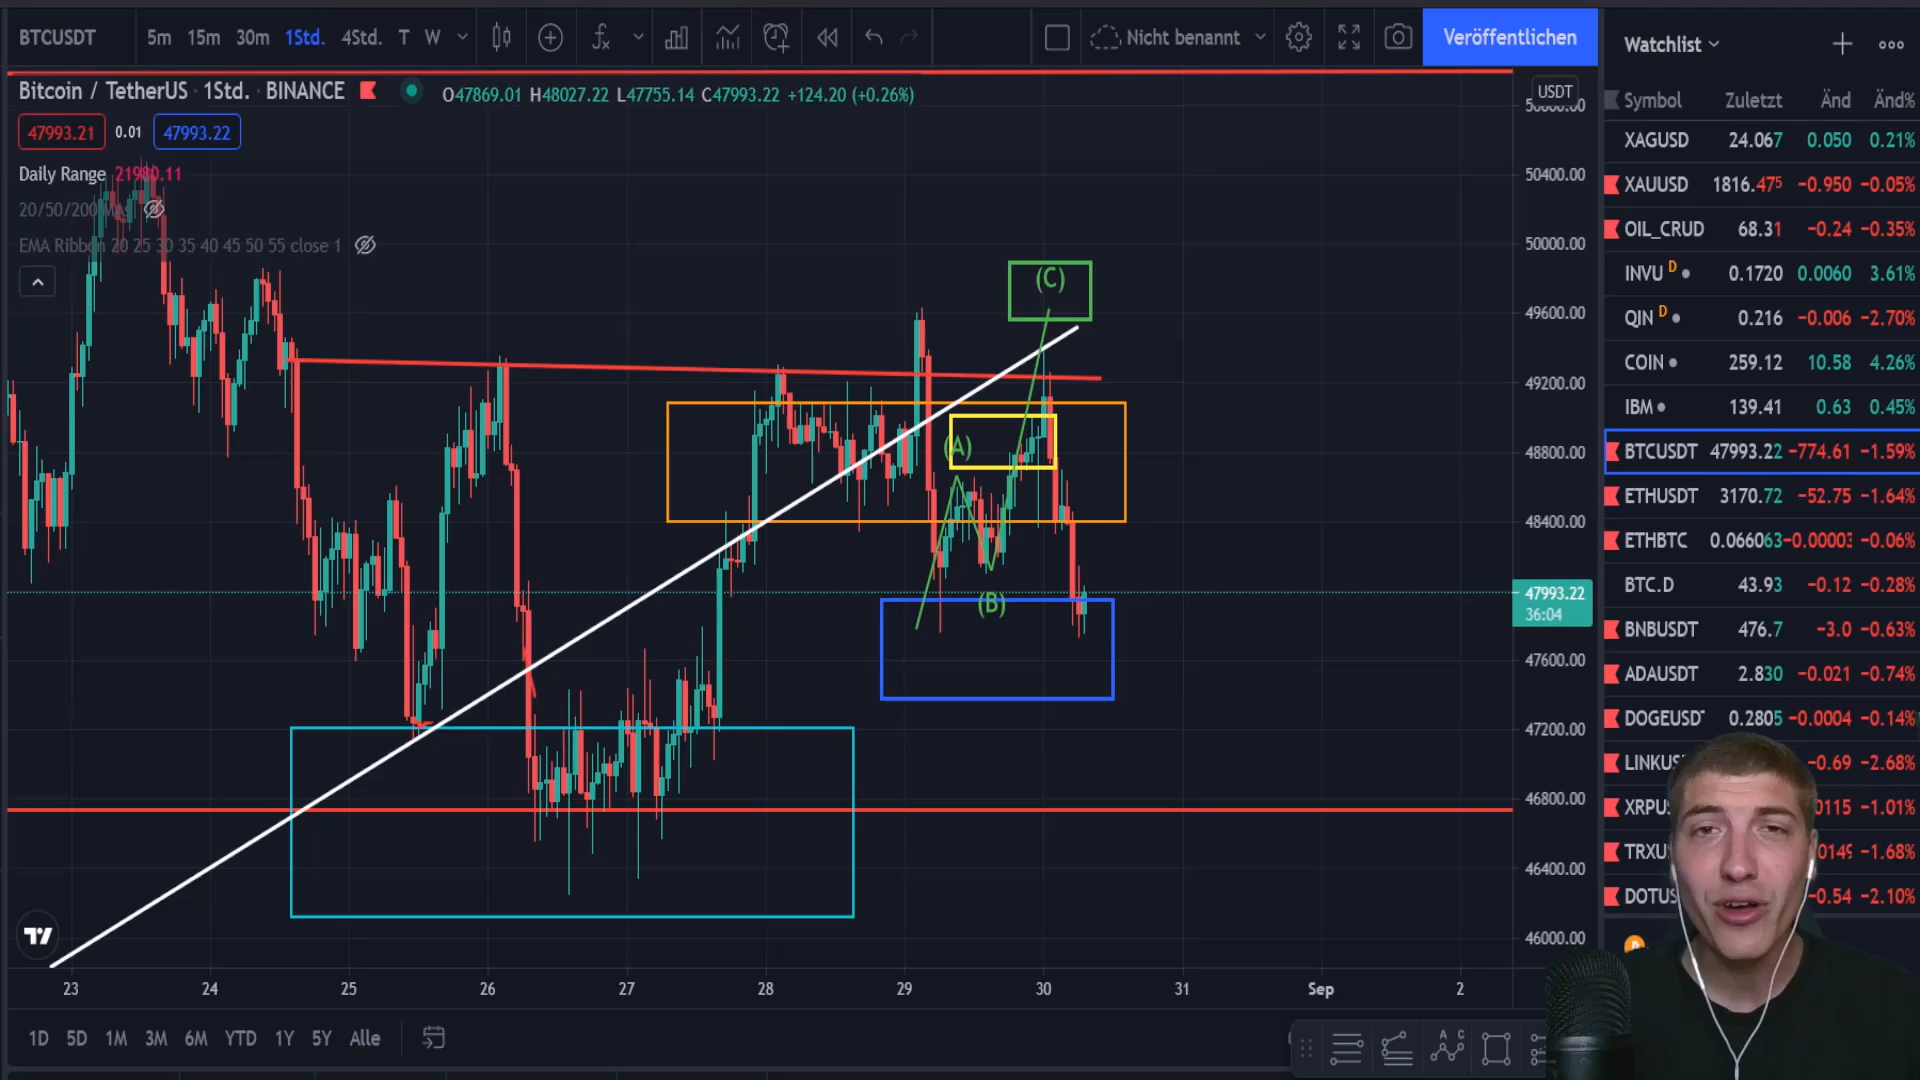 BTCUSDT 5m 15m 30m 1Std. 4Std. T W Nicht benannt Veröffentlichen
Bitcoin / TetherUS · 1Std. · BINANCE O47869.01 H48027.22 L47755.14 C47993.22 +124.20 (+0.26%)
47993.21 0.01 47993.22
Daily Range 21980.11
20/50/200
EMA Ribbon 20 25 30 35 40 45 50 55 close 1
(C)
(A)
(B)
USDT
50400.00
50000.00
49600.00
49200.00
48800.00
48400.00
47993.22
36:04
47600.00
47200.00
46800.00
46400.00
46000.00
23 24 25 26 27 28 29 30 31 Sep 2
1D 5D 1M 3M 6M YTD 1Y 5Y Alle
A C
Watchlist
Symbol Zuletzt Änd Änd%
XAGUSD 24.067 0.050 0.21%
XAUUSD 1816.475 −0.950 −0.05%
OIL_CRUD 68.31 −0.24 −0.35%
INVU D 0.1720 0.0060 3.61%
QIN D 0.216 −0.006 −2.70%
COIN 259.12 10.58 4.26%
IBM 139.41 0.63 0.45%
BTCUSDT 47993.22 −774.61 −1.59%
ETHUSDT 3170.72 −52.75 −1.64%
ETHBTC 0.066063 −0.00003 −0.06%
BTC.D 43.93 −0.12 −0.28%
BNBUSDT 476.7 −3.0 −0.63%
ADAUSDT 2.830 −0.021 −0.74%
DOGEUSDT 0.2805 −0.0004 −0.14%
LINKUS −0.69 −2.68%
XRPUS 0115 −1.01%
TRXU 0149 −1.68%
DOTUS −0.54 −2.10%